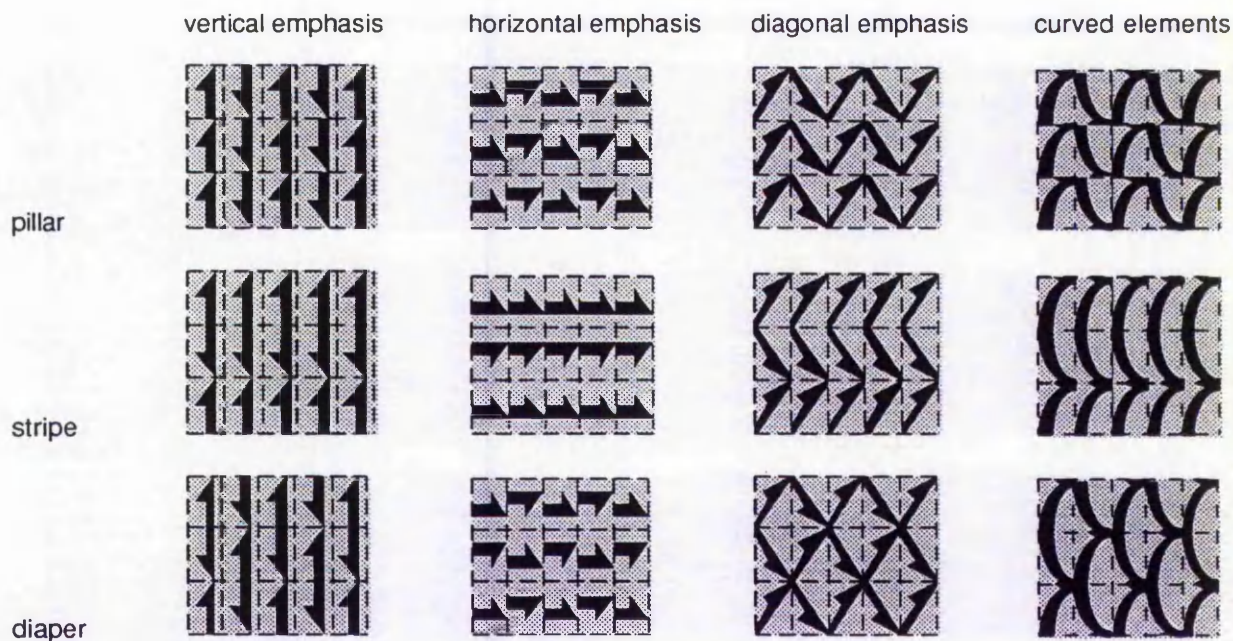 vertical emphasis horizontal emphasis diagonal emphasis curved elements
pillar
stripe
diaper